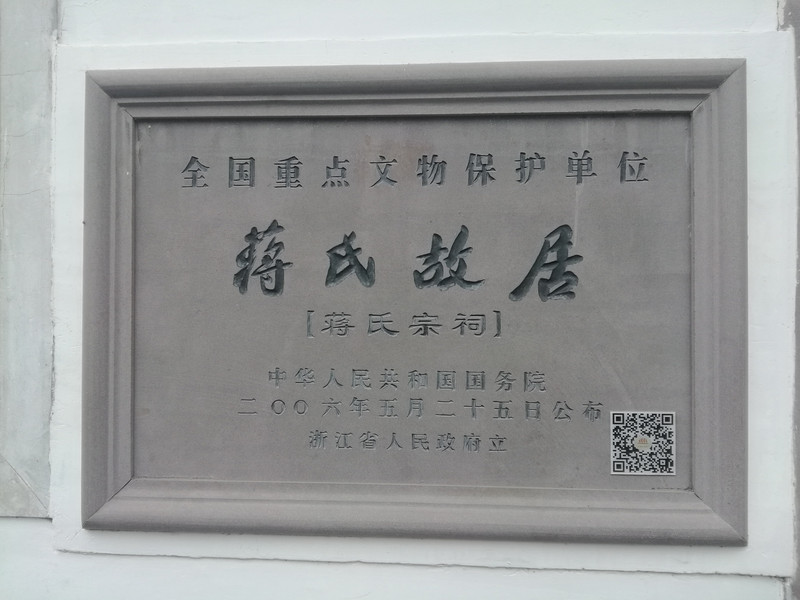 全国重点文物保护单位
蒋氏故居
[蒋氏宗祠]
中华人民共和国国务院
二〇〇六年五月二十五日公布
浙江省人民政府立